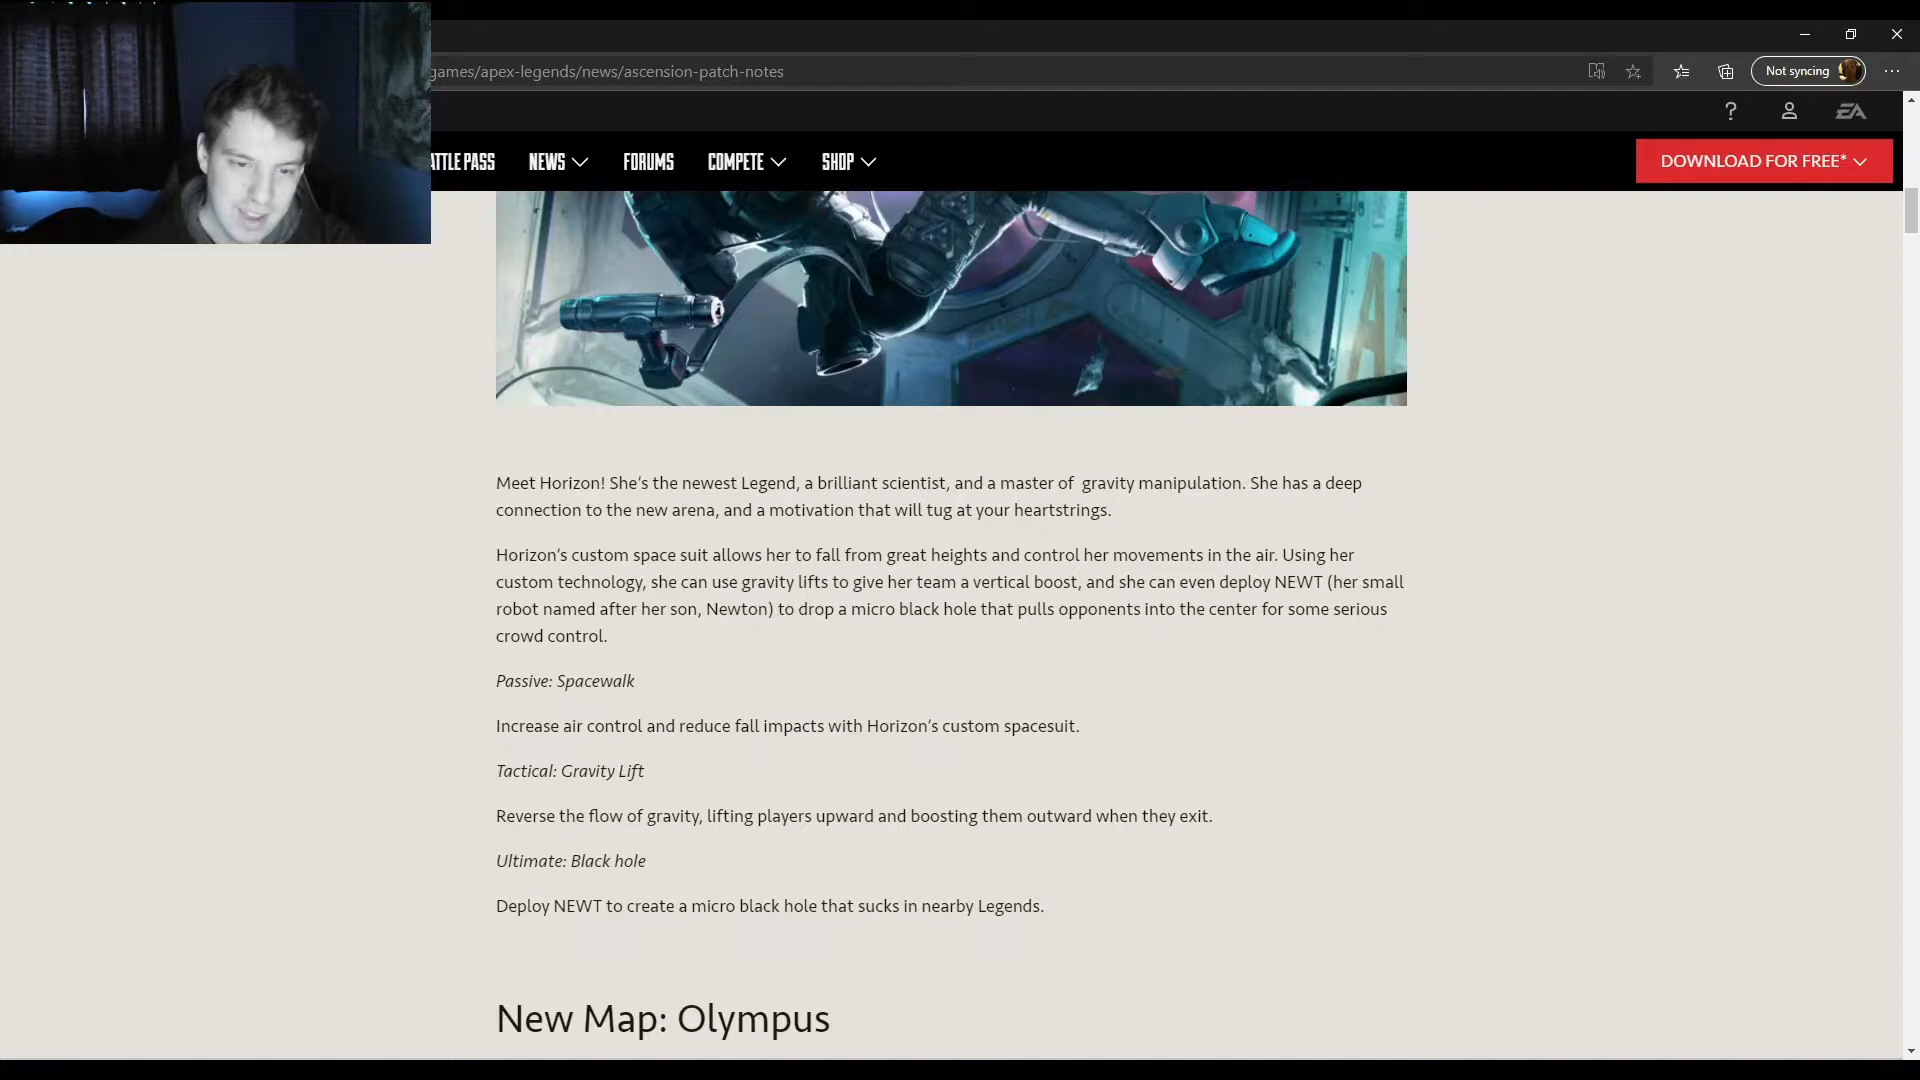 games/apex-legends/news/ascension-patch-notes
Not syncing
EA
ATTLE PASS
NEWS
FORUMS
COMPETE
SHOP
DOWNLOAD FOR FREE*
Meet Horizon! She's the newest Legend, a brilliant scientist, and a master of  gravity manipulation. She has a deep
connection to the new arena, and a motivation that will tug at your heartstrings.
Horizon's custom space suit allows her to fall from great heights and control her movements in the air. Using her
custom technology, she can use gravity lifts to give her team a vertical boost, and she can even deploy NEWT (her small
robot named after her son, Newton) to drop a micro black hole that pulls opponents into the center for some serious
crowd control.
Passive: Spacewalk
Increase air control and reduce fall impacts with Horizon's custom spacesuit.
Tactical: Gravity Lift
Reverse the flow of gravity, lifting players upward and boosting them outward when they exit.
Ultimate: Black hole
Deploy NEWT to create a micro black hole that sucks in nearby Legends.
New Map: Olympus